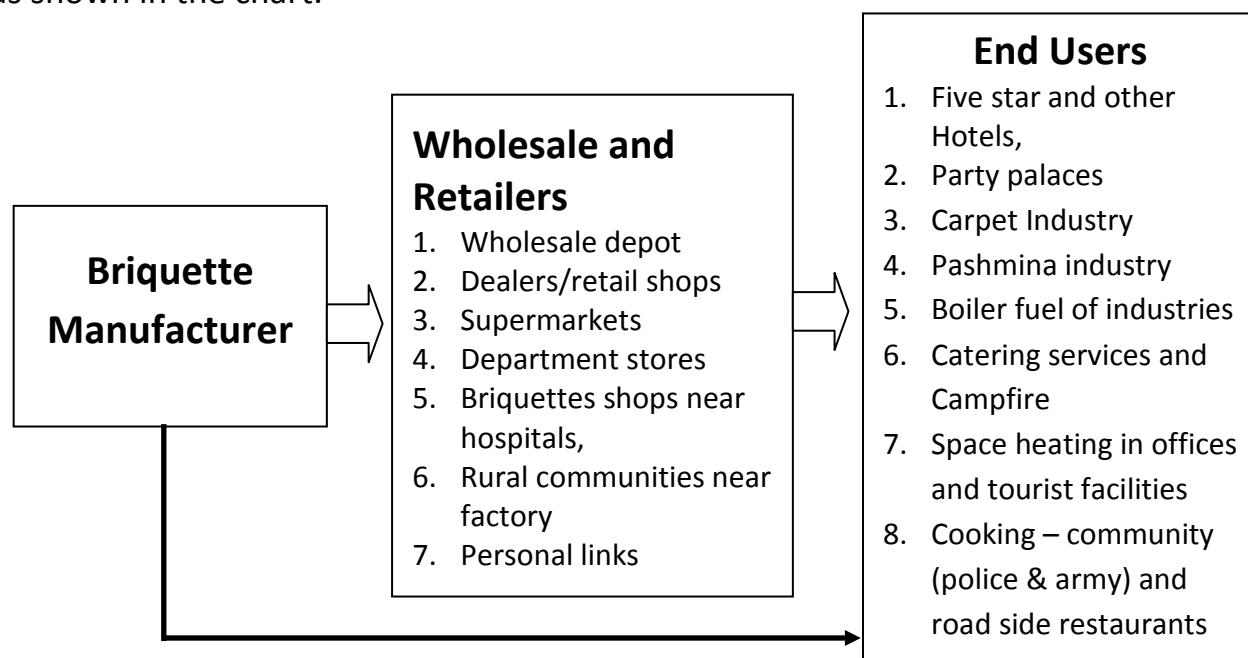 as shown in the chart.
Briquette
Manufacturer
Wholesale and
Retailers
1. Wholesale depot
2. Dealers/retail shops
3. Supermarkets
4. Department stores
5. Briquettes shops near
hospitals,
6. Rural communities near
factory
7. Personal links
End Users
1. Five star and other
Hotels,
2. Party palaces
3. Carpet Industry
4. Pashmina industry
5. Boiler fuel of industries
6. Catering services and
Campfire
7. Space heating in offices
and tourist facilities
8. Cooking – community
(police & army) and
road side restaurants